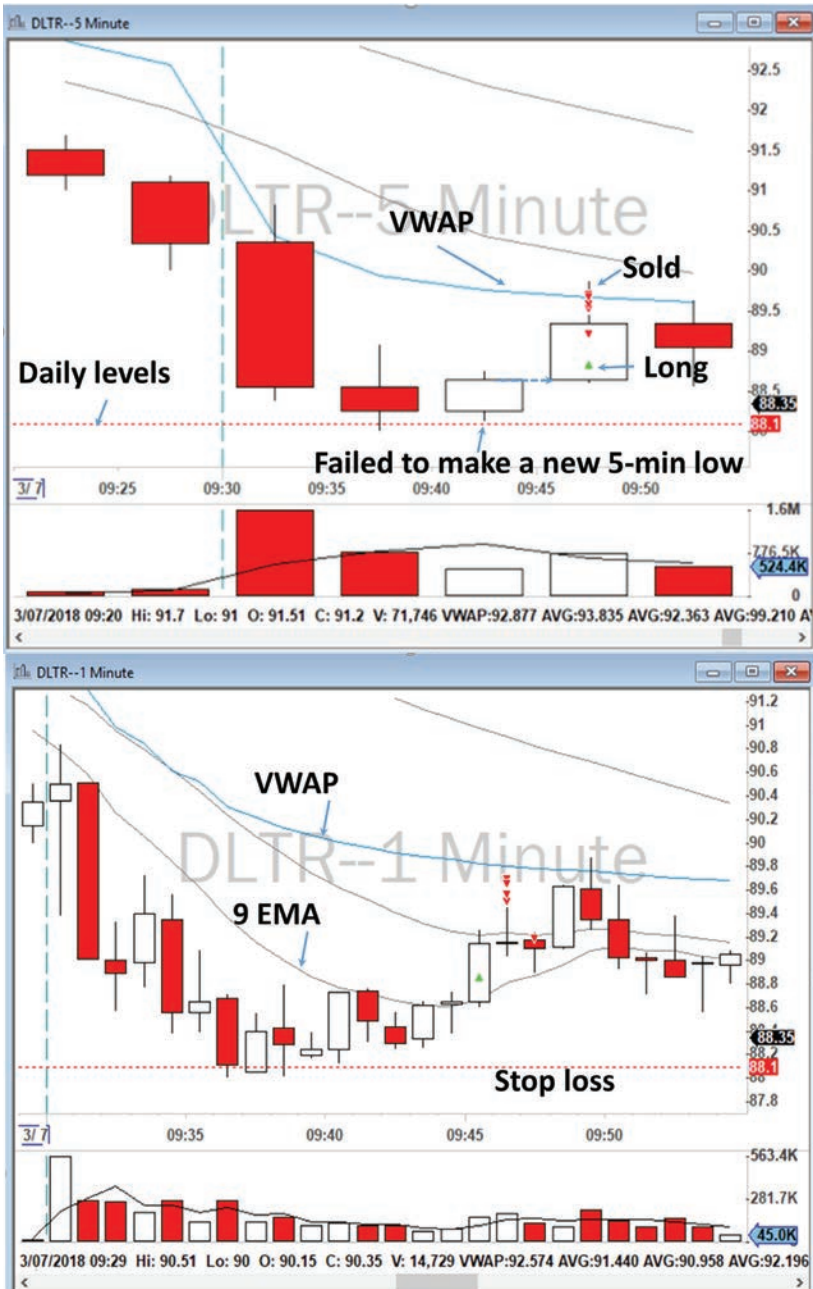 DLTR--5 Minute
92.5
92
91.5
91
90.5
90
89.5
89
88.5
88.35
88.1
DLTR--5 Minute
VWAP
Sold
Daily levels
Long
Failed to make a new 5-min low
3/ 7 09:25 09:30 09:35 09:40 09:45 09:50
1.6M
776.5K
524.4K
0
3/07/2018 09:20 Hi: 91.7 Lo: 91 O: 91.51 C: 91.2 V: 71,746 VWAP:92.877 AVG:93.835 AVG:92.363 AVG:99.210
DLTR--1 Minute
91.2
91
90.8
90.6
90.4
90.2
90
89.8
89.6
89.4
89.2
89
88.8
88.6
88.4
88.35
88.2
88.1
88
87.8
VWAP
DLTR--1 Minute
9 EMA
Stop loss
3/ 7 09:35 09:40 09:45 09:50
563.4K
281.7K
45.0K
3/07/2018 09:29 Hi: 90.51 Lo: 90 O: 90.15 C: 90.35 V: 14,729 VWAP:92.574 AVG:91.440 AVG:90.958 AVG:92.196